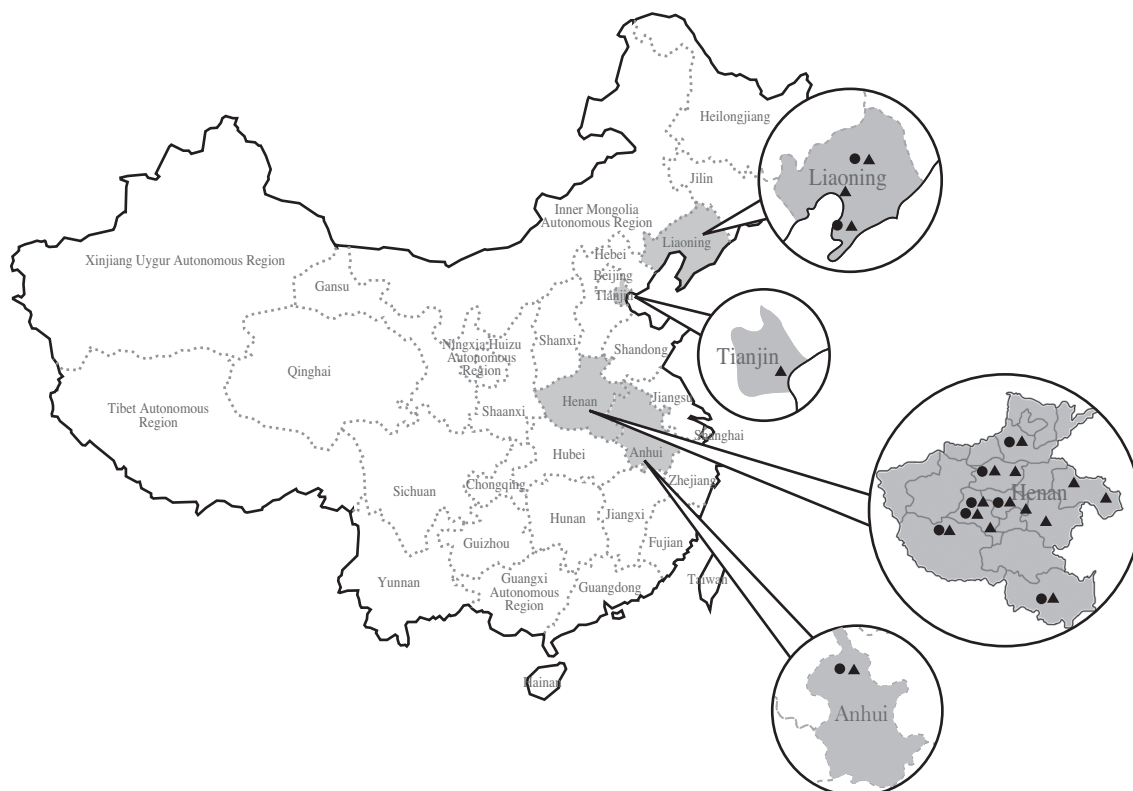 Heilongjiang
Jilin
Liaoning
Inner Mongolia
Autonomous Region
Liaoning
Hebei
Beijing
Tianjin
Xinjiang Uygur Autonomous Region
Gansu
Ningxia Huizu
Autonomous
Region
Shanxi
Shandong
Tianjin
Qinghai
Tibet Autonomous
Region
Shaanxi
Henan
Jiangsu
Shanghai
Anhui
Hubei
Zhejiang
Henan
Sichuan
Chongqing
Hunan
Jiangxi
Guizhou
Fujian
Yunnan
Guangxi
Autonomous
Region
Guangdong
Taiwan
Hainan
Anhui